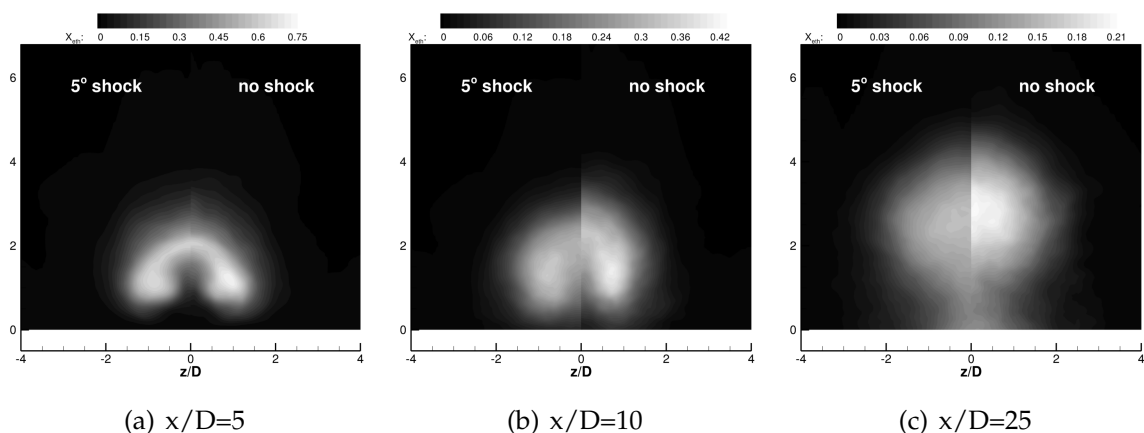 X_eth: 0 0.15 0.3 0.45 0.6 0.75
5° shock no shock
6
4
2
0
-4 -2 0 2 4
z/D
(a) x/D=5
X_eth: 0 0.06 0.12 0.18 0.24 0.3 0.36 0.42
5° shock no shock
6
4
2
0
-4 -2 0 2 4
z/D
(b) x/D=10
X_eth: 0 0.03 0.06 0.09 0.12 0.15 0.18 0.21
5° shock no shock
6
4
2
0
-4 -2 0 2 4
z/D
(c) x/D=25